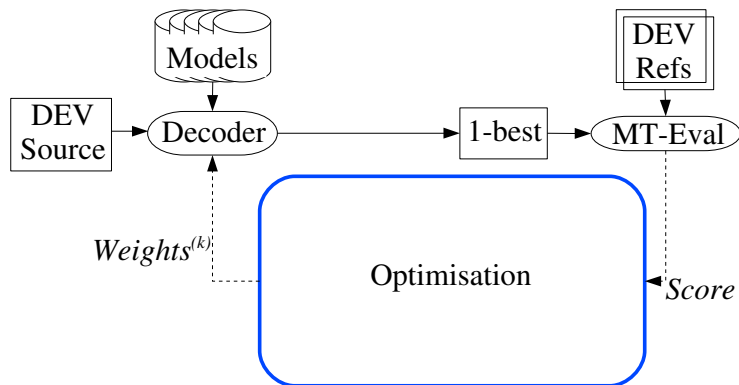 Models
DEV
Refs
DEV
Source
Decoder
1-best
MT-Eval
Weights(k)
Optimisation
Score